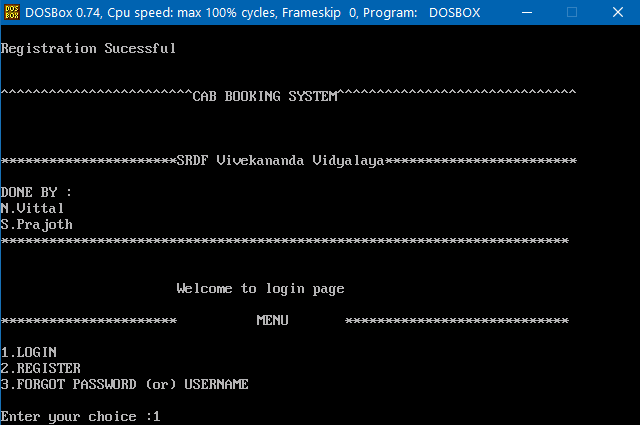 DOS
BOX
DOSBox 0.74, Cpu speed: max 100% cycles, Frameskip 0, Program: DOSBOX
Registration Sucessful
^^^^^^^^^^^^^^^^^^^^^^^^CAB BOOKING SYSTEM^^^^^^^^^^^^^^^^^^^^^^^^^^^^^^
**********************SRDF Vivekananda Vidyalaya************************
DONE BY :
N.Vittal
S.Prajoth
***********************************************************************
Welcome to login page
********************** MENU ****************************
1.LOGIN
2.REGISTER
3.FORGOT PASSWORD (or) USERNAME
Enter your choice :1